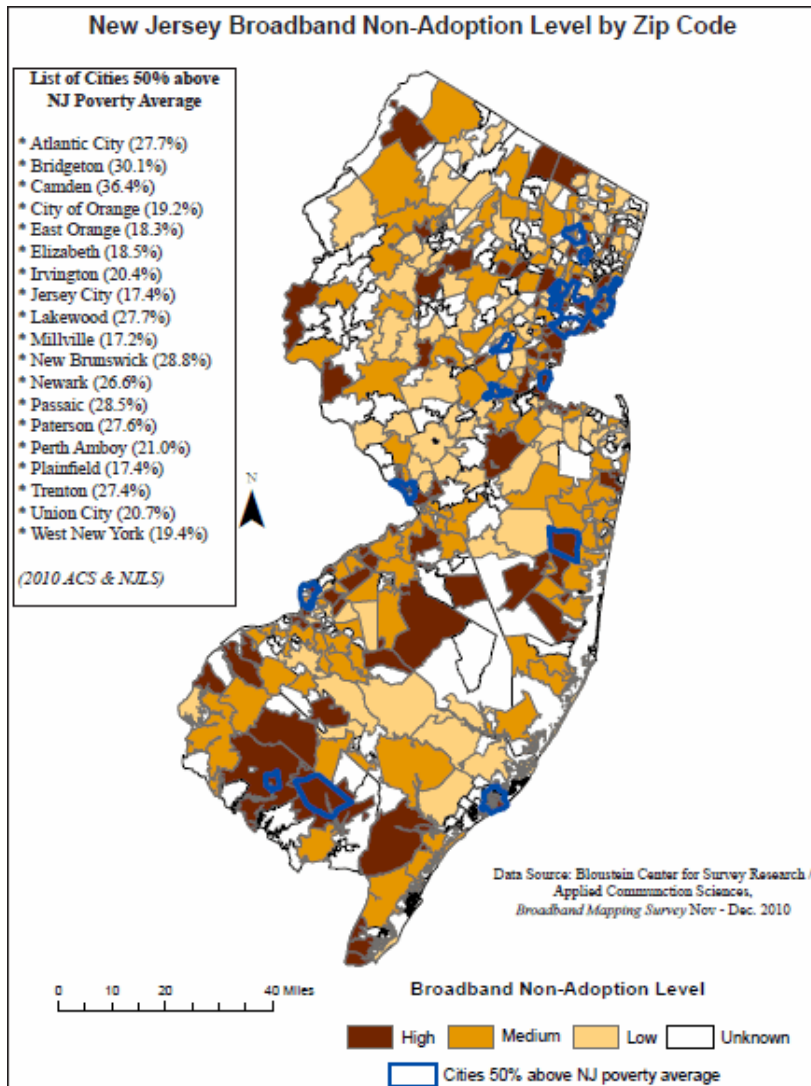 New Jersey Broadband Non-Adoption Level by Zip Code
List of Cities 50% above
NJ Poverty Average
* Atlantic City (27.7%)
* Bridgeton (30.1%)
* Camden (36.4%)
* City of Orange (19.2%)
* East Orange (18.3%)
* Elizabeth (18.5%)
* Irvington (20.4%)
* Jersey City (17.4%)
* Lakewood (27.7%)
* Millville (17.2%)
* New Brunswick (28.8%)
* Newark (26.6%)
* Passaic (28.5%)
* Paterson (27.6%)
* Perth Amboy (21.0%)
* Plainfield (17.4%)
* Trenton (27.4%)
* Union City (20.7%)
* West New York (19.4%)
(2010 ACS & NJLS)
N
Data Source: Bloustein Center for Survey Research /
Applied Communction Sciences,
Broadband Mapping Survey Nov - Dec. 2010
0 20 40 Miles
Broadband Non-Adoption Level
High Medium Low Unknown
Cities 50% above NJ poverty average